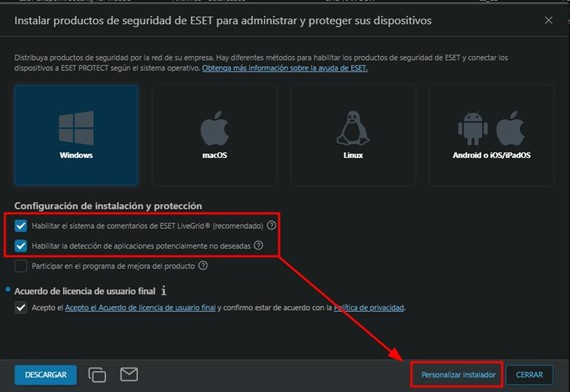 Instalar productos de seguridad de ESET para administrar y proteger sus dispositivos
Distribuya productos de seguridad por la red de su empresa. Hay diferentes métodos para habilitar los productos de seguridad de ESET y conectar los
dispositivos a ESET PROTECT según el sistema operativo. Obtenga más información sobre la ayuda de ESET.
Windows
macOS
Linux
Android o iOS/iPadOS
Configuración de instalación y protección
Habilitar el sistema de comentarios de ESET LiveGrid® (recomendado)
Habilitar la detección de aplicaciones potencialmente no deseadas
Participar en el programa de mejora del producto
Acuerdo de licencia de usuario final
Acepto el Acepto el Acuerdo de licencia de usuario final y confirmo estar de acuerdo con la Política de privacidad.
DESCARGAR
Personalizar instalador
CERRAR